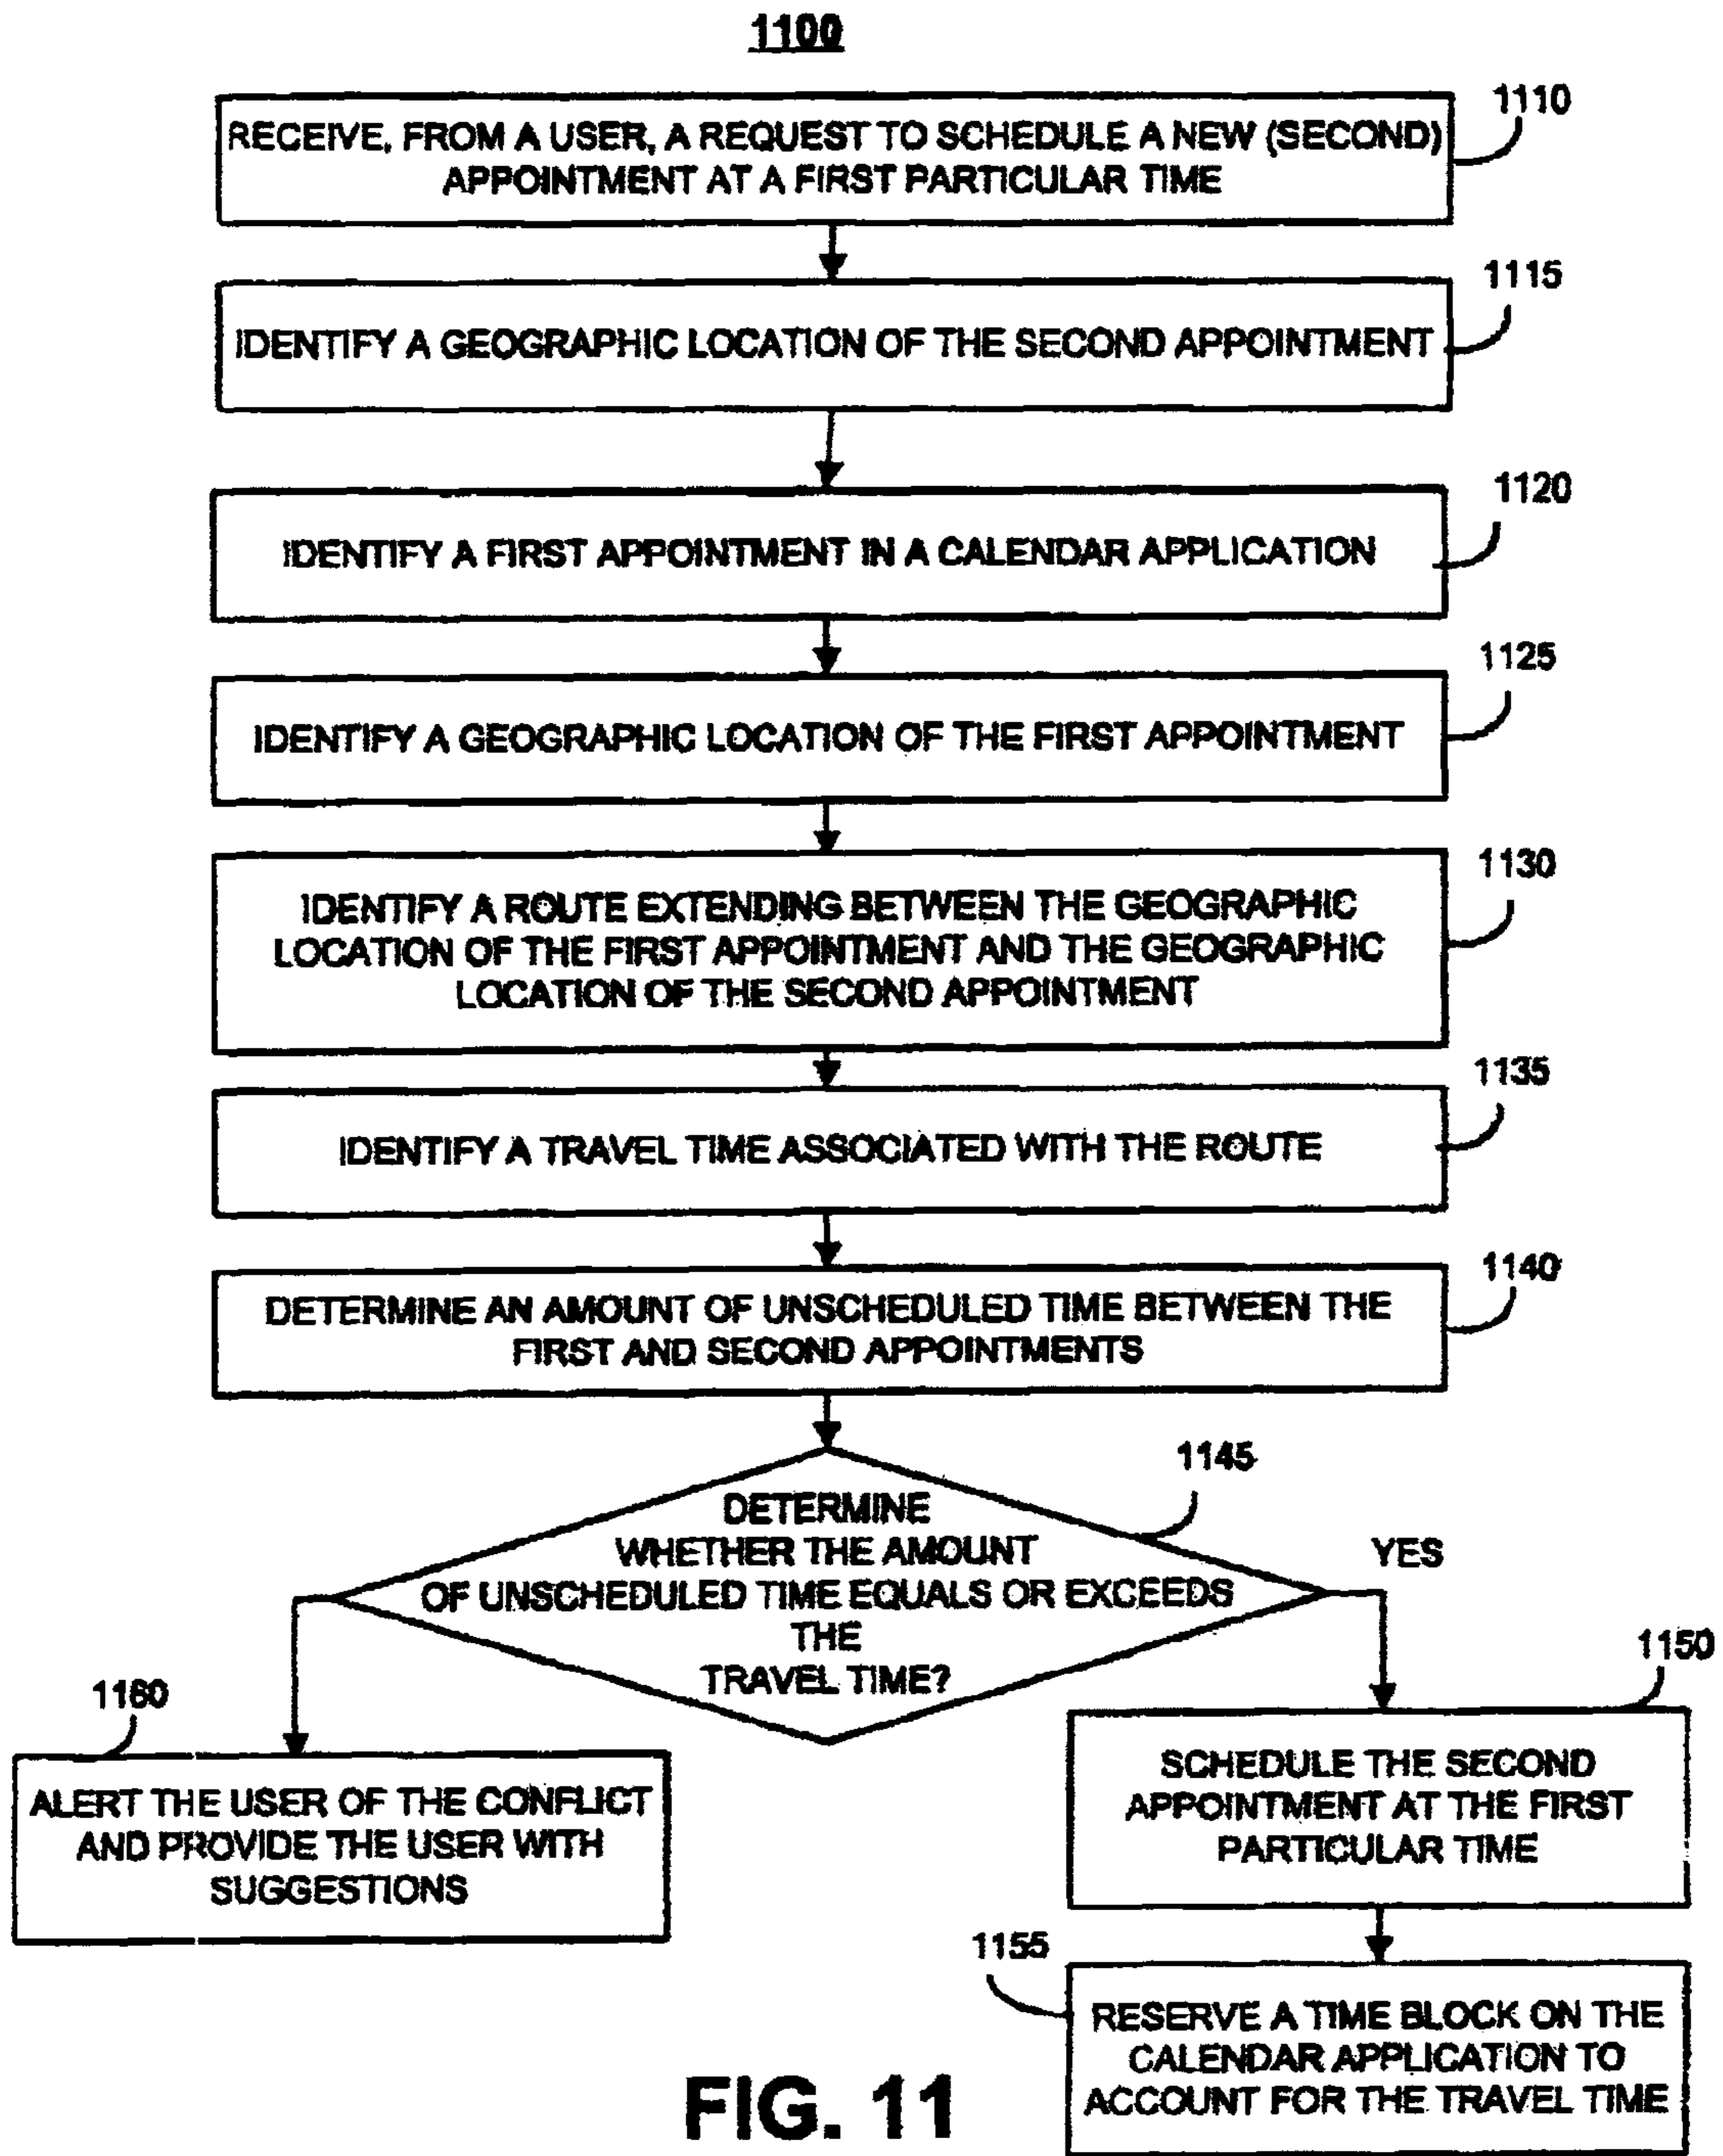 1100
1110
RECEIVE, FROM A USER, A REQUEST TO SCHEDULE A NEW (SECOND)
APPOINTMENT AT A FIRST PARTICULAR TIME
1115
IDENTIFY A GEOGRAPHIC LOCATION OF THE SECOND APPOINTMENT
1120
IDENTIFY A FIRST APPOINTMENT IN A CALENDAR APPLICATION
1125
IDENTIFY A GEOGRAPHIC LOCATION OF THE FIRST APPOINTMENT
1130
IDENTIFY A ROUTE EXTENDING BETWEEN THE GEOGRAPHIC
LOCATION OF THE FIRST APPOINTMENT AND THE GEOGRAPHIC
LOCATION OF THE SECOND APPOINTMENT
1135
IDENTIFY A TRAVEL TIME ASSOCIATED WITH THE ROUTE
1140
DETERMINE AN AMOUNT OF UNSCHEDULED TIME BETWEEN THE
FIRST AND SECOND APPOINTMENTS
1145
DETERMINE
WHETHER THE AMOUNT
OF UNSCHEDULED TIME EQUALS OR EXCEEDS
THE
TRAVEL TIME?
YES
1150
SCHEDULE THE SECOND
APPOINTMENT AT THE FIRST
PARTICULAR TIME
1160
ALERT THE USER OF THE CONFLICT
AND PROVIDE THE USER WITH
SUGGESTIONS
1155
RESERVE A TIME BLOCK ON THE
CALENDAR APPLICATION TO
ACCOUNT FOR THE TRAVEL TIME
FIG. 11